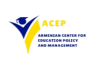 ACEP
ARMENIAN CENTER FOR
EDUCATION POLICY
AND MANAGEMENT